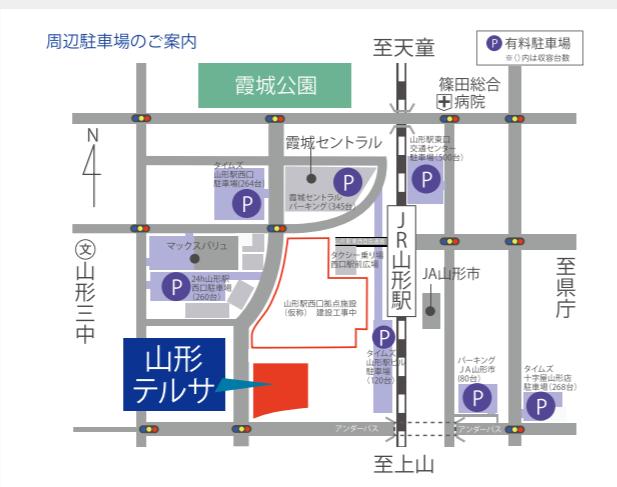 周辺駐車場のご案内
至天童
P 有料駐車場
※()内は収容台数
霞城公園
篠田総合
病院
N
霞城セントラル
山形駅東口
交通センター
駐車場(500台)
P
タイムズ
山形駅西口
駐車場(264台)
P
P
霞城セントラル
パーキング(345台)
文
山形三中
マックスバリュ
P
24h山形駅
西口駐車場
(260台)
タクシー乗り場
西口駅前広場
JR山形駅
JA山形市
至県庁
山形駅西口拠点施設
(仮称) 建設工事中
P
タイムズ
山形駅ビル
駐車場
(120台)
山形
テルサ
パーキング
JA山形市
(80台)
P
タイムズ
十字屋山形店
駐車場(268台)
P
アンダーパス
アンダーパス
至上山